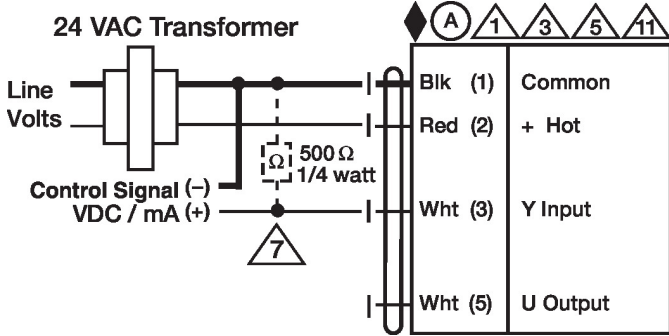 24 VAC Transformer
A 1 3 5 11
Line
Volts
Blk (1) Common
Red (2) + Hot
Ω 500 Ω
1/4 watt
Control Signal (–)
VDC / mA (+)
Wht (3) Y Input
7
Wht (5) U Output